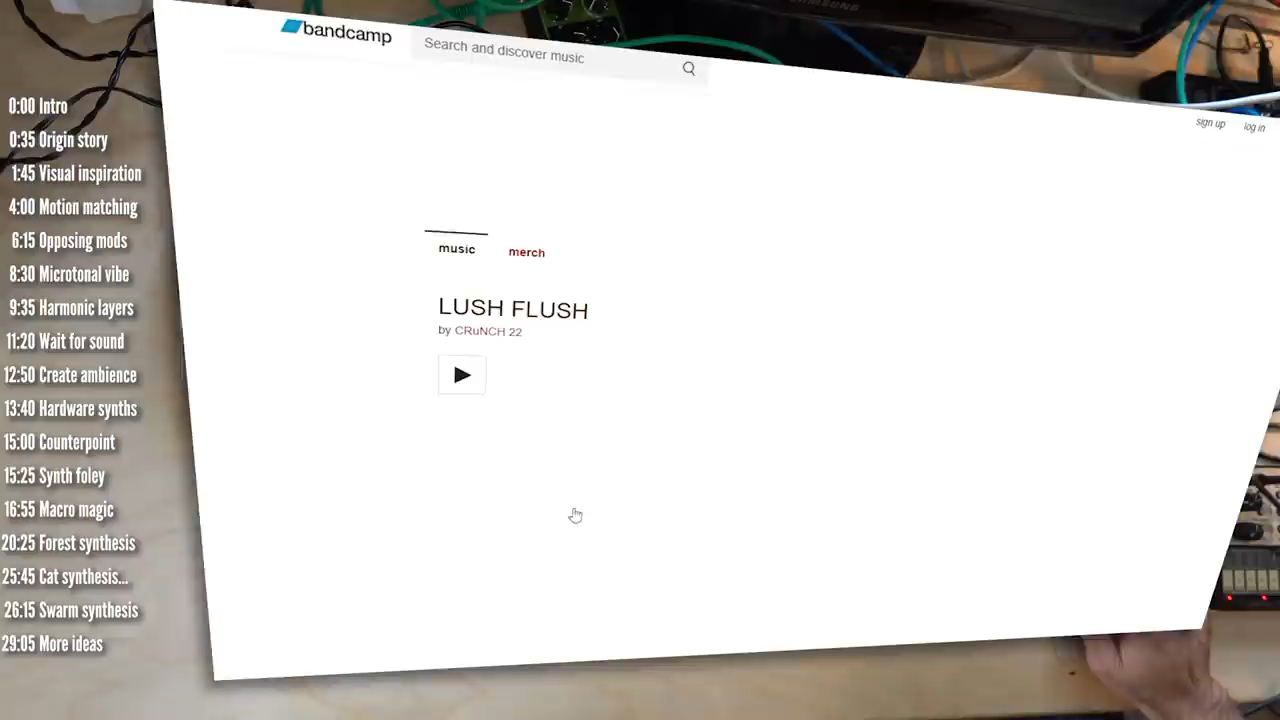 bandcamp
Search and discover music
SAMSUNG
sign up
log in
0:00 Intro
0:35 Origin story
1:45 Visual inspiration
4:00 Motion matching
6:15 Opposing mods
8:30 Microtonal vibe
9:35 Harmonic layers
11:20 Wait for sound
12:50 Create ambience
13:40 Hardware synths
15:00 Counterpoint
15:25 Synth foley
16:55 Macro magic
20:25 Forest synthesis
25:45 Cat synthesis...
26:15 Swarm synthesis
29:05 More ideas
music
merch
LUSH FLUSH
by CRuNCH 22